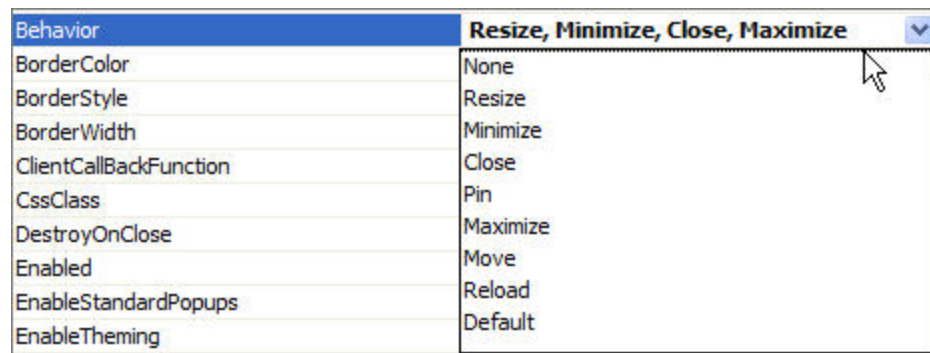 Behavior Resize, Minimize, Close, Maximize
BorderColor None
BorderStyle Resize
BorderWidth Minimize
ClientCallBackFunction Close
CssClass Pin
DestroyOnClose Maximize
Enabled Move
EnableStandardPopups Reload
EnableTheming Default